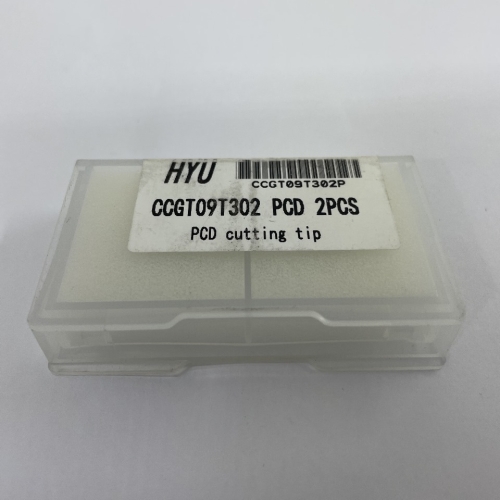 HYU
CCGT09T302P
CCGT09T302 PCD 2PCS
PCD cutting tip